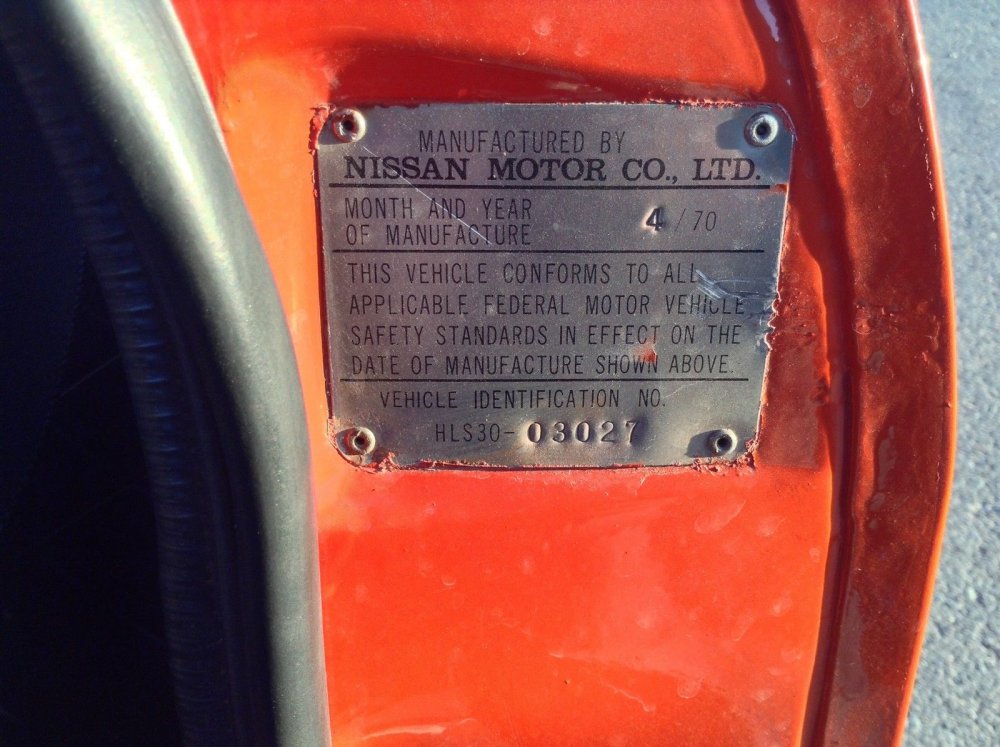 MANUFACTURED BY
NISSAN MOTOR CO., LTD.
MONTH AND YEAR
OF MANUFACTURE 4/70
THIS VEHICLE CONFORMS TO ALL
APPLICABLE FEDERAL MOTOR VEHICLE
SAFETY STANDARDS IN EFFECT ON THE
DATE OF MANUFACTURE SHOWN ABOVE.
VEHICLE IDENTIFICATION NO.
HLS30-03027